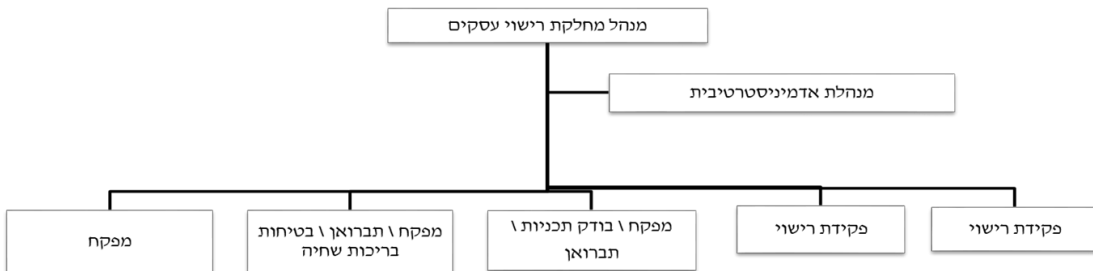 מנהל מחלקת רישוי עסקים
מנהלת אדמיניסטרטיבית
פקידת רישוי
פקידת רישוי
מפקח \ בודק תכניות \
תברואן
מפקח \ תברואן \ בטיחות
בריכות שחיה
מפקח